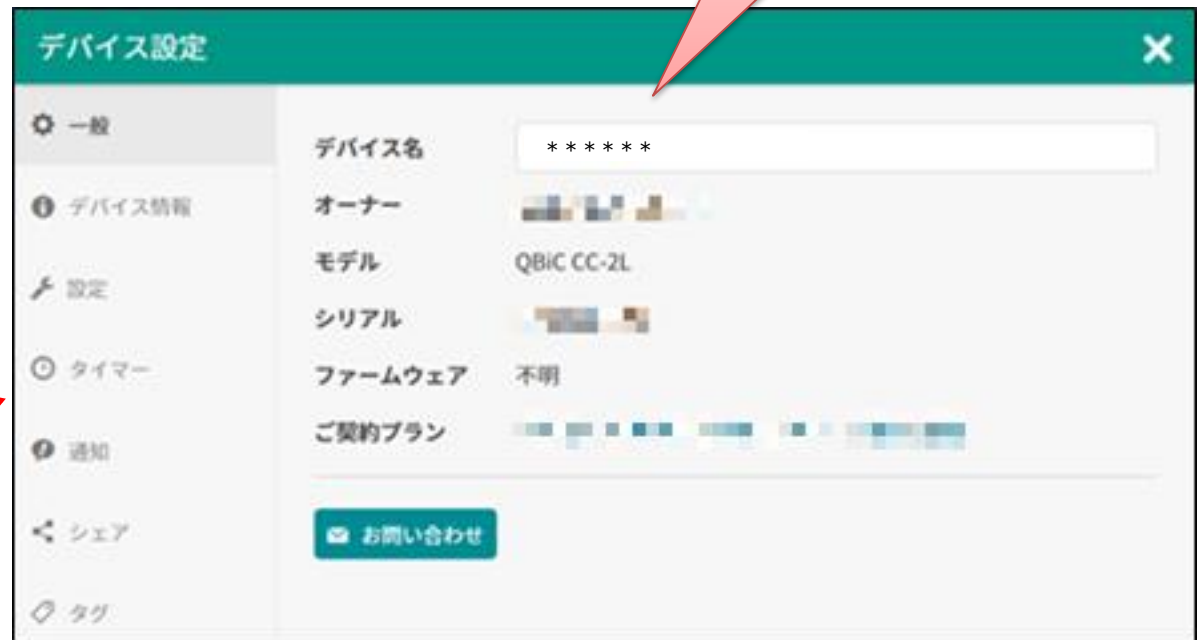 デバイス設定
一般
デバイス情報
設定
タイマー
通知
シェア
タグ
デバイス名 ******
オーナー
モデル QBiC CC-2L
シリアル
ファームウェア 不明
ご契約プラン
お問い合わせ